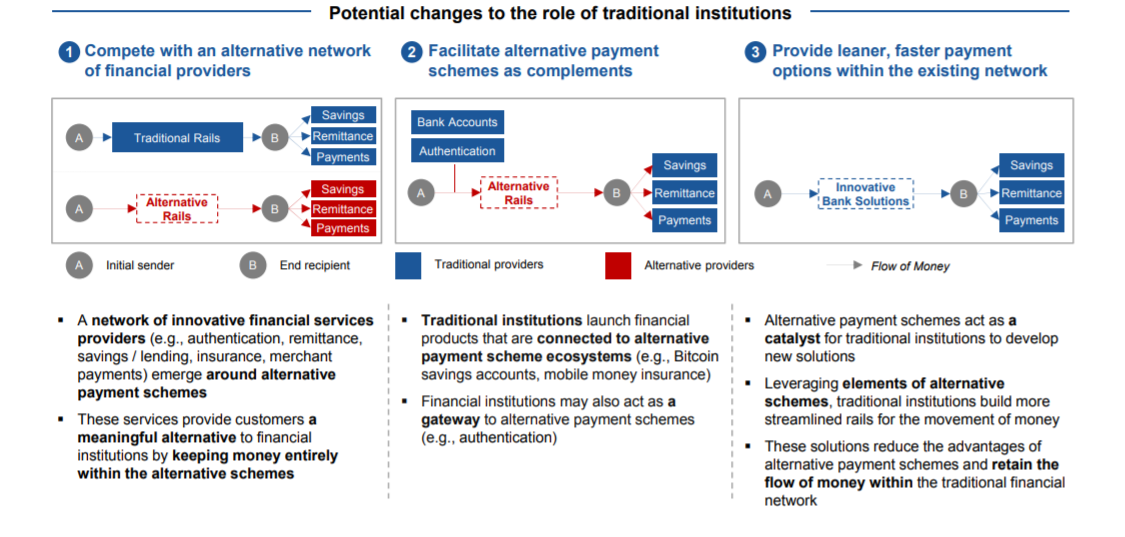 Potential changes to the role of traditional institutions
1 Compete with an alternative network
of financial providers
A
Traditional Rails
B
Savings
Remittance
Payments
A
Alternative
Rails
B
Savings
Remittance
Payments
2 Facilitate alternative payment
schemes as complements
Bank Accounts
Authentication
A
Alternative
Rails
B
Savings
Remittance
Payments
3 Provide leaner, faster payment
options within the existing network
A
Innovative
Bank Solutions
B
Savings
Remittance
Payments
A Initial sender
B End recipient
Traditional providers
Alternative providers
Flow of Money
▪ A network of innovative financial services
providers (e.g., authentication, remittance,
savings / lending, insurance, merchant
payments) emerge around alternative
payment schemes
▪ These services provide customers a
meaningful alternative to financial
institutions by keeping money entirely
within the alternative schemes
▪ Traditional institutions launch financial
products that are connected to alternative
payment scheme ecosystems (e.g., Bitcoin
savings accounts, mobile money insurance)
▪ Financial institutions may also act as a
gateway to alternative payment schemes
(e.g., authentication)
▪ Alternative payment schemes act as a
catalyst for traditional institutions to develop
new solutions
▪ Leveraging elements of alternative
schemes, traditional institutions build more
streamlined rails for the movement of money
▪ These solutions reduce the advantages of
alternative payment schemes and retain the
flow of money within the traditional financial
network